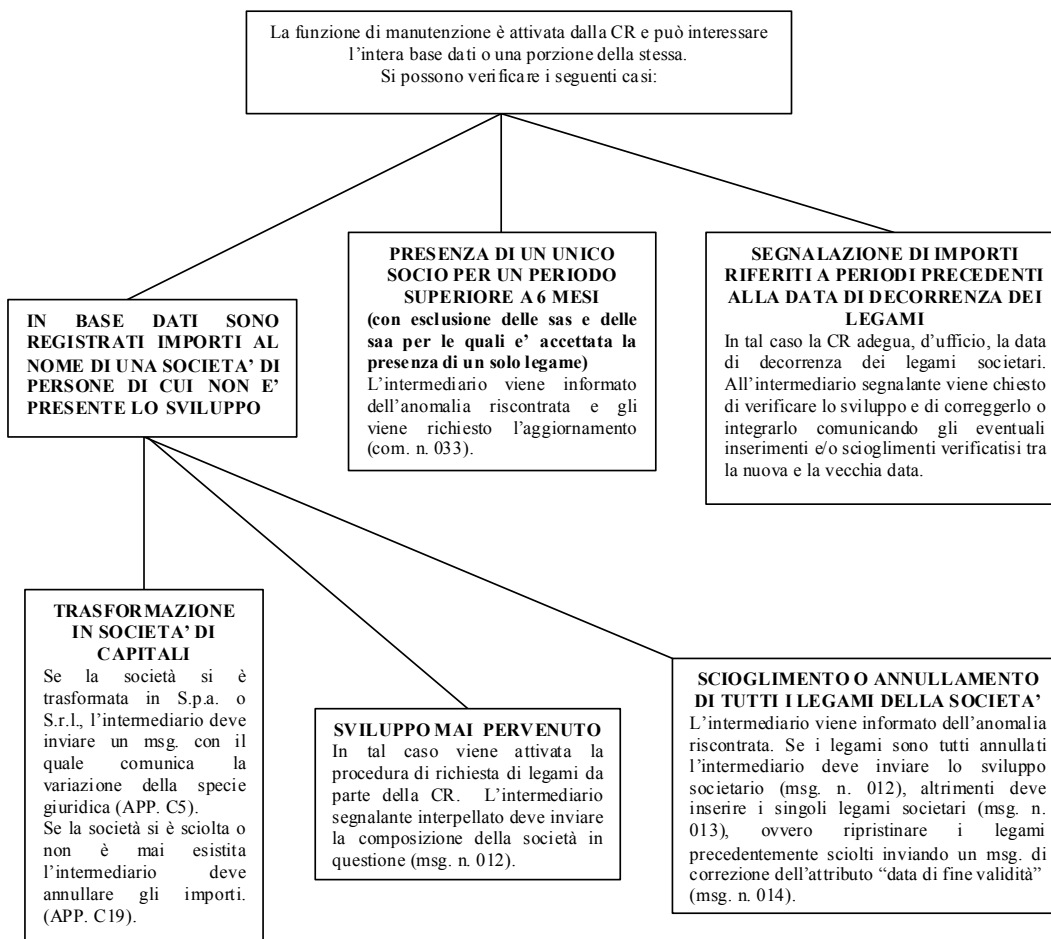 La funzione di manutenzione è attivata dalla CR e può interessare
l'intera base dati o una porzione della stessa.
Si possono verificare i seguenti casi:
IN BASE DATI SONO
REGISTRATI IMPORTI AL
NOME DI UNA SOCIETA' DI
PERSONE DI CUI NON E'
PRESENTE LO SVILUPPO
PRESENZA DI UN UNICO
SOCIO PER UN PERIODO
SUPERIORE A 6 MESI
(con esclusione delle sas e delle
saa per le quali e' accettata la
presenza di un solo legame)
L'intermediario viene informato
dell'anomalia riscontrata e gli
viene richiesto l'aggiornamento
(com. n. 033).
SEGNALAZIONE DI IMPORTI
RIFERITI A PERIODI PRECEDENTI
ALLA DATA DI DECORRENZA DEI
LEGAMI
In tal caso la CR adegua, d'ufficio, la data
di decorrenza dei legami societari.
All'intermediario segnalante viene chiesto
di verificare lo sviluppo e di correggerlo o
integrarlo comunicando gli eventuali
inserimenti e/o scioglimenti verificatisi tra
la nuova e la vecchia data.
TRASFORMAZIONE
IN SOCIETA' DI
CAPITALI
Se la società si è
trasformata in S.p.a. o
S.r.l., l'intermediario deve
inviare un msg. con il
quale comunica la
variazione della specie
giuridica (APP. C5).
Se la società si è sciolta o
non è mai esistita
l'intermediario deve
annullare gli importi.
(APP. C19).
SVILUPPO MAI PERVENUTO
In tal caso viene attivata la
procedura di richiesta di legami da
parte della CR. L'intermediario
segnalante interpellato deve inviare
la composizione della società in
questione (msg. n. 012).
SCIOGLIMENTO O ANNULLAMENTO
DI TUTTI I LEGAMI DELLA SOCIETA'
L'intermediario viene informato dell'anomalia
riscontrata. Se i legami sono tutti annullati
l'intermediario deve inviare lo sviluppo
societario (msg. n. 012), altrimenti deve
inserire i singoli legami societari (msg. n.
013), ovvero ripristinare i legami
precedentemente sciolti inviando un msg. di
correzione dell'attributo "data di fine validità"
(msg. n. 014).